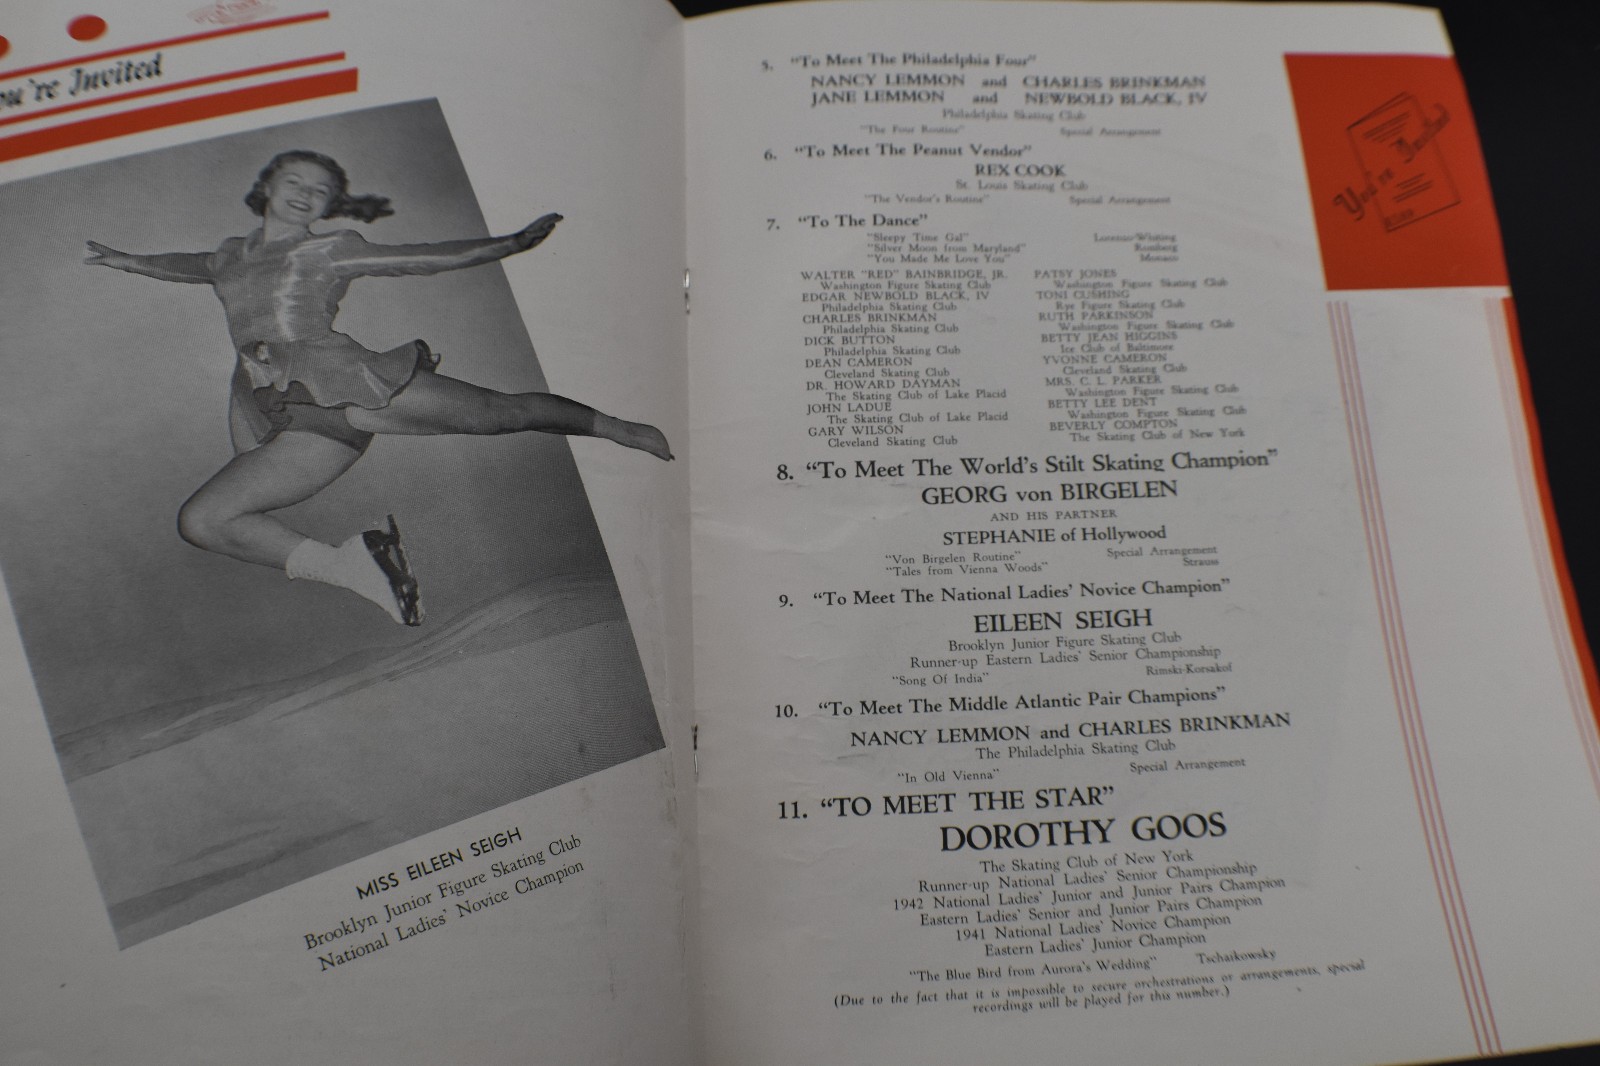 You're Invited
MISS EILEEN SEIGH
Brooklyn Junior Figure Skating Club
National Ladies' Novice Champion
5. "To Meet The Philadelphia Four"
NANCY LEMMON and CHARLES BRINKMAN
JANE LEMMON and NEWBOLD BLACK, IV
Philadelphia Skating Club
"The Four Routine" Special Arrangement
6. "To Meet The Peanut Vendor"
REX COOK
St. Louis Skating Club
"The Vendor's Routine" Special Arrangement
7. "To The Dance"
"Sleepy Time Gal" Lorenzo-Whiting
"Silver Moon from Maryland" Romberg
"You Made Me Love You" Monaco
WALTER "RED" BAINBRIDGE, JR. PATSY JONES
Washington Figure Skating Club Washington Figure Skating Club
EDGAR NEWBOLD BLACK, IV TONI CUSHING
Philadelphia Skating Club Rye Figure Skating Club
CHARLES BRINKMAN RUTH PARKINSON
Philadelphia Skating Club Washington Figure Skating Club
DICK BUTTON BETTY JEAN HIGGINS
Philadelphia Skating Club Ice Club of Baltimore
DEAN CAMERON YVONNE CAMERON
Cleveland Skating Club Cleveland Skating Club
DR. HOWARD DAYMAN MRS. C. L. PARKER
The Skating Club of Lake Placid Washington Figure Skating Club
JOHN LADUE BETTY LEE DENT
The Skating Club of Lake Placid Washington Figure Skating Club
GARY WILSON BEVERLY COMPTON
Cleveland Skating Club The Skating Club of New York
8. "To Meet The World's Stilt Skating Champion"
GEORG von BIRGELEN
AND HIS PARTNER
STEPHANIE of Hollywood
"Von Birgelen Routine" Special Arrangement
"Tales from Vienna Woods" Strauss
9. "To Meet The National Ladies' Novice Champion"
EILEEN SEIGH
Brooklyn Junior Figure Skating Club
Runner-up Eastern Ladies' Senior Championship
"Song Of India" Rimski-Korsakof
10. "To Meet The Middle Atlantic Pair Champions"
NANCY LEMMON and CHARLES BRINKMAN
The Philadelphia Skating Club
"In Old Vienna" Special Arrangement
11. "TO MEET THE STAR"
DOROTHY GOOS
The Skating Club of New York
Runner-up National Ladies' Senior Championship
1942 National Ladies' Junior and Junior Pairs Champion
Eastern Ladies' Senior and Junior Pairs Champion
1941 National Ladies' Novice Champion
Eastern Ladies' Junior Champion
"The Blue Bird from Aurora's Wedding" Tschaikowsky
(Due to the fact that it is impossible to secure orchestrations or arrangements, special
recordings will be played for this number.)
You're Invited